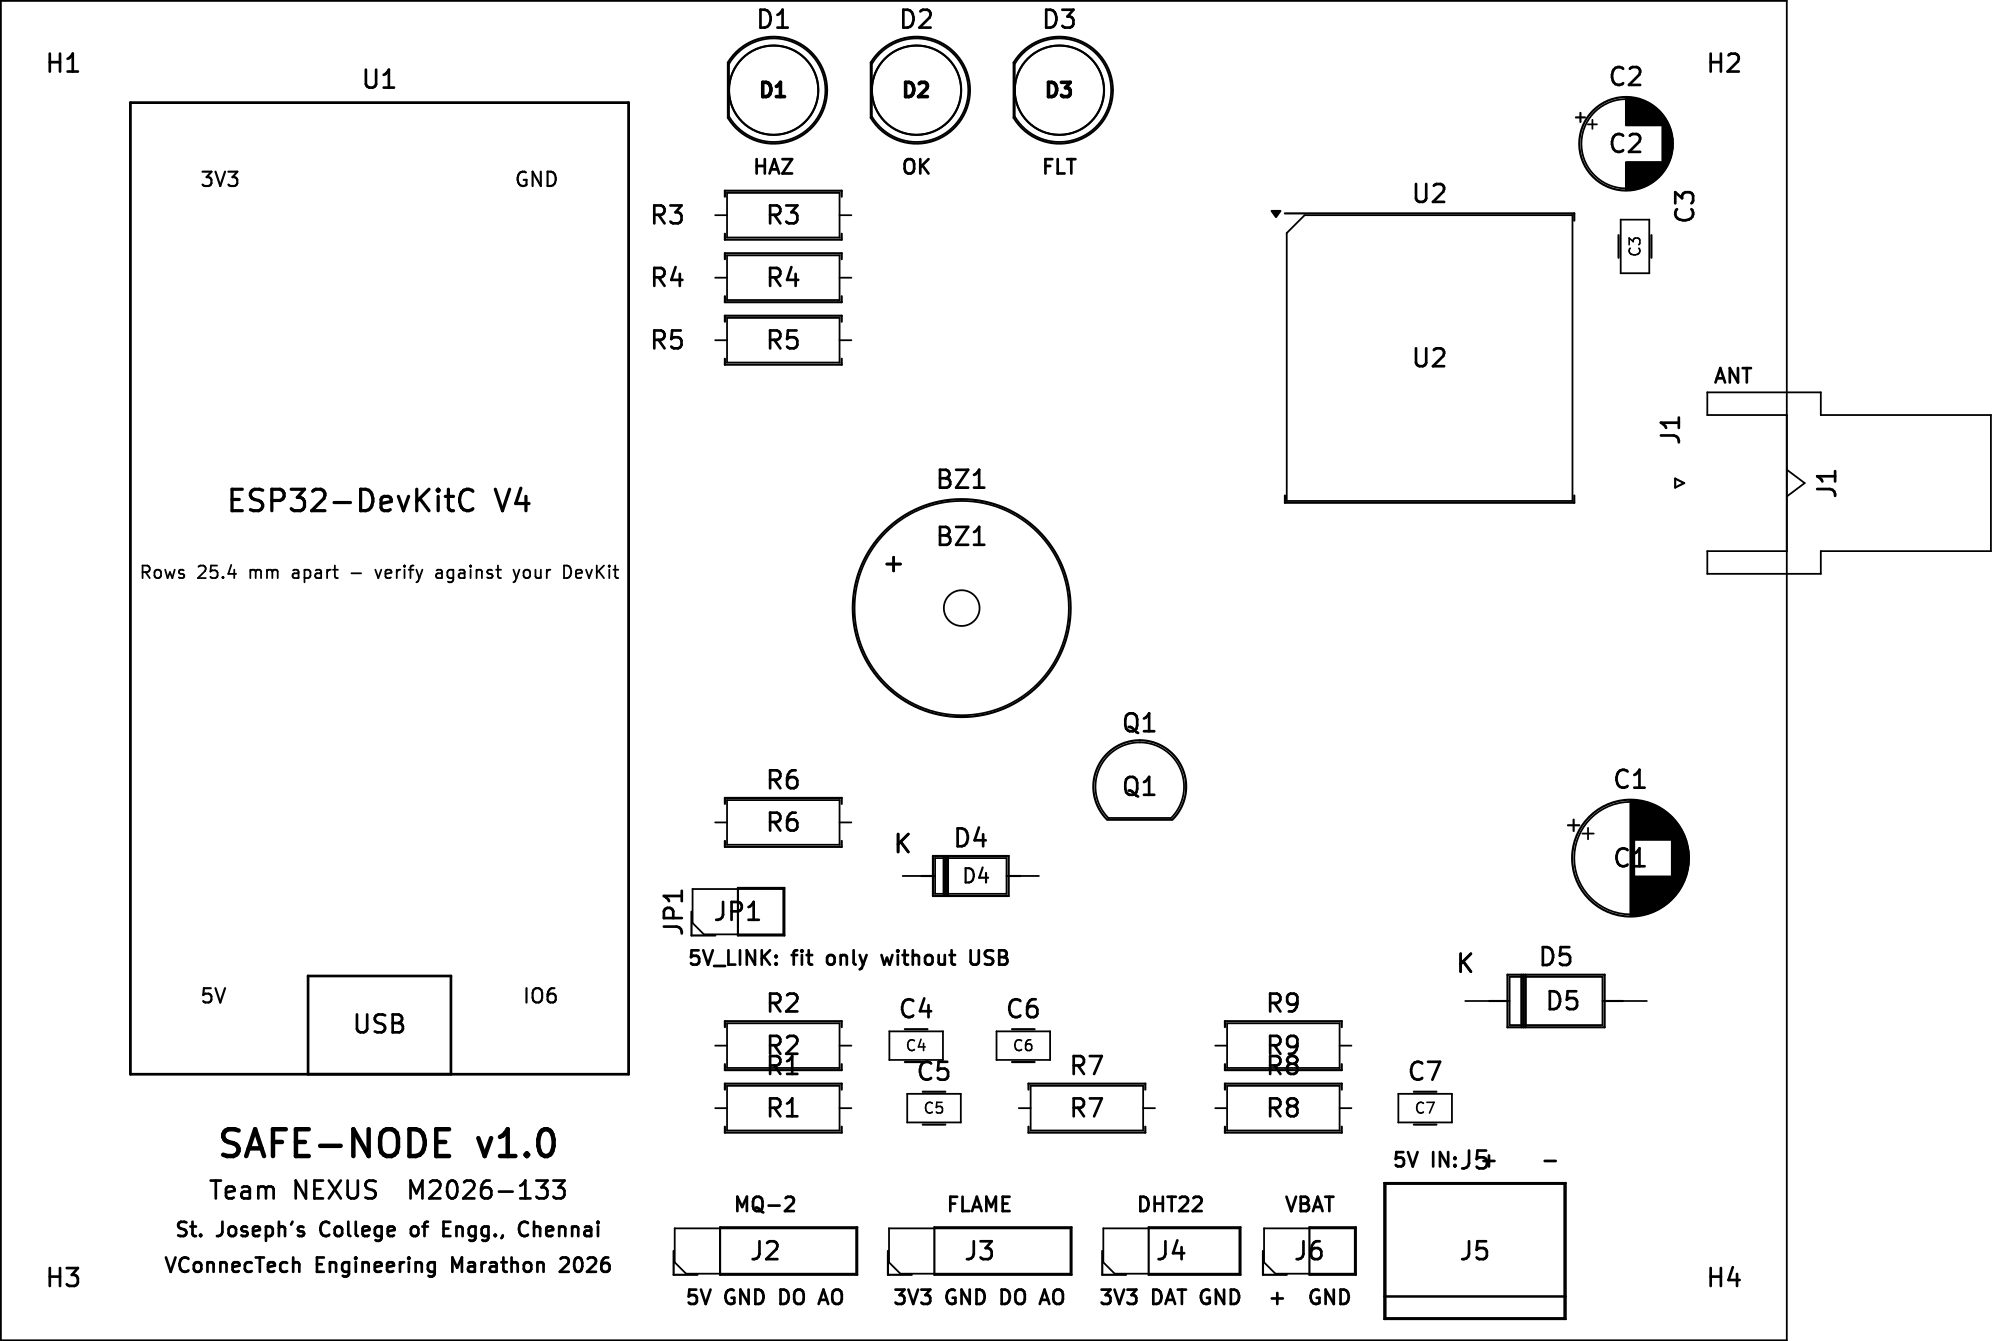 D1 D2 D3
H1
H2
U1
C2
D1 D2 D3
C2
HAZ OK FLT
3V3 GND
U2
C3
R3 R3
C3
R4 R4
R5 R5
U2
ANT
J1
J1
BZ1
ESP32-DevKitC V4
BZ1
+
Rows 25.4 mm apart - verify against your DevKit
Q1
Q1
R6
R6
C1
+
+
C1
K D4
D4
JP1 JP1
5V_LINK: fit only without USB
K D5
D5
5V IO6
USB
R2 C4 C6 R9
R2 C4 C6 R9
R1 C5 R7 R8 C7
R1 C5 R7 R8 C7
SAFE-NODE v1.0
5V IN: J5 + -
Team NEXUS M2026-133
MQ-2 FLAME DHT22 VBAT
St. Joseph's College of Engg., Chennai
J2 J3 J4 J6 J5
VConnecTech Engineering Marathon 2026
H3
H4
5V GND DO AO
3V3 GND DO AO
3V3 DAT GND
+ GND